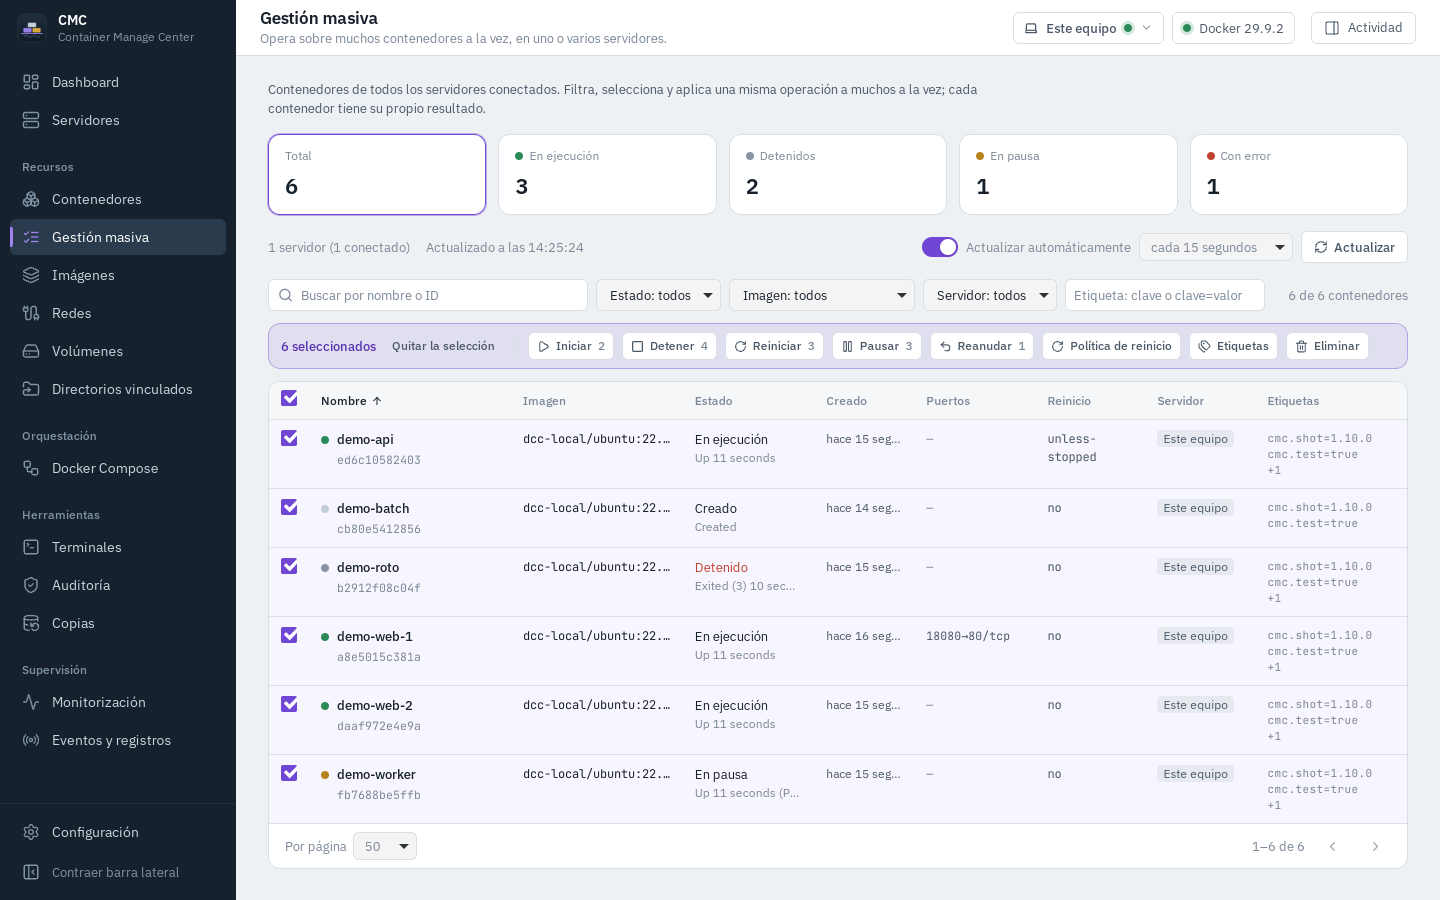 CMC
Container Manage Center
Dashboard
Servidores
Recursos
Contenedores
Gestión masiva
Imágenes
Redes
Volúmenes
Directorios vinculados
Orquestación
Docker Compose
Herramientas
Terminales
Auditoría
Copias
Supervisión
Monitorización
Eventos y registros
Configuración
Contraer barra lateral
Gestión masiva
Opera sobre muchos contenedores a la vez, en uno o varios servidores.
Este equipo
Docker 29.9.2
Actividad
Contenedores de todos los servidores conectados. Filtra, selecciona y aplica una misma operación a muchos a la vez; cada
contenedor tiene su propio resultado.
Total
6
En ejecución
3
Detenidos
2
En pausa
1
Con error
1
1 servidor (1 conectado) Actualizado a las 14:25:24
Actualizar automáticamente cada 15 segundos Actualizar
Buscar por nombre o ID Estado: todos Imagen: todos Servidor: todos Etiqueta: clave o clave=valor 6 de 6 contenedores
6 seleccionados Quitar la selección Iniciar 2 Detener 4 Reiniciar 3 Pausar 3 Reanudar 1 Política de reinicio Etiquetas Eliminar
Nombre ↑ Imagen Estado Creado Puertos Reinicio Servidor Etiquetas
demo-api dcc-local/ubuntu:22.… En ejecución hace 15 seg… — unless- Este equipo cmc.shot=1.10.0
ed6c10582403 Up 11 seconds stopped cmc.test=true
+1
demo-batch dcc-local/ubuntu:22.… Creado hace 14 seg… — no Este equipo cmc.shot=1.10.0
cb80e5412856 Created cmc.test=true
demo-roto dcc-local/ubuntu:22.… Detenido hace 15 seg… — no Este equipo cmc.shot=1.10.0
b2912f08c04f Exited (3) 10 sec… cmc.test=true
+1
demo-web-1 dcc-local/ubuntu:22.… En ejecución hace 16 seg… 18080→80/tcp no Este equipo cmc.shot=1.10.0
a8e5015c381a Up 11 seconds cmc.test=true
+1
demo-web-2 dcc-local/ubuntu:22.… En ejecución hace 15 seg… — no Este equipo cmc.shot=1.10.0
daaf972e4e9a Up 11 seconds cmc.test=true
+1
demo-worker dcc-local/ubuntu:22.… En pausa hace 15 seg… — no Este equipo cmc.shot=1.10.0
fb7688be5ffb Up 11 seconds (P… cmc.test=true
+1
Por página 50 1–6 de 6